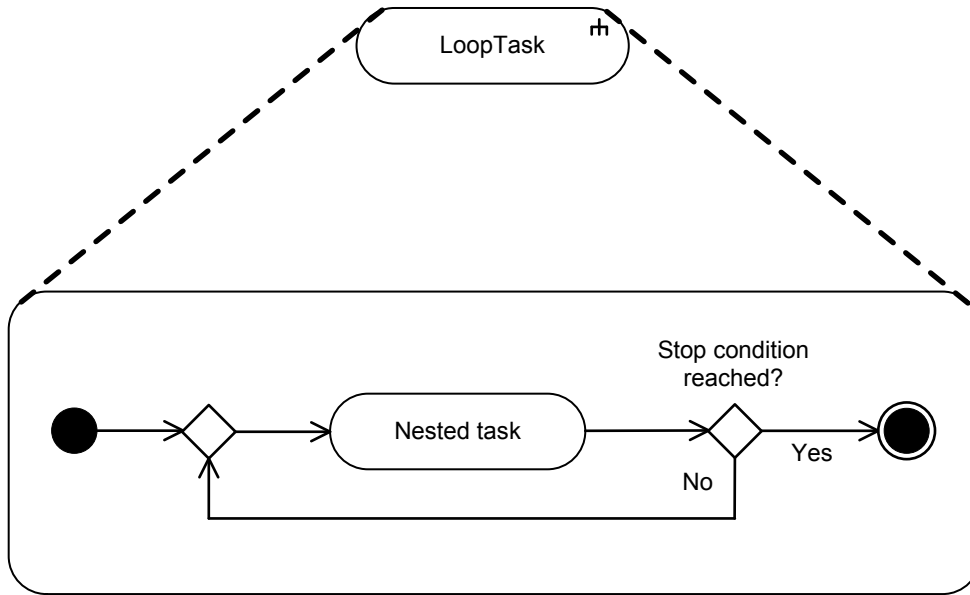 LoopTask
Stop condition
reached?
Nested task
Yes
No